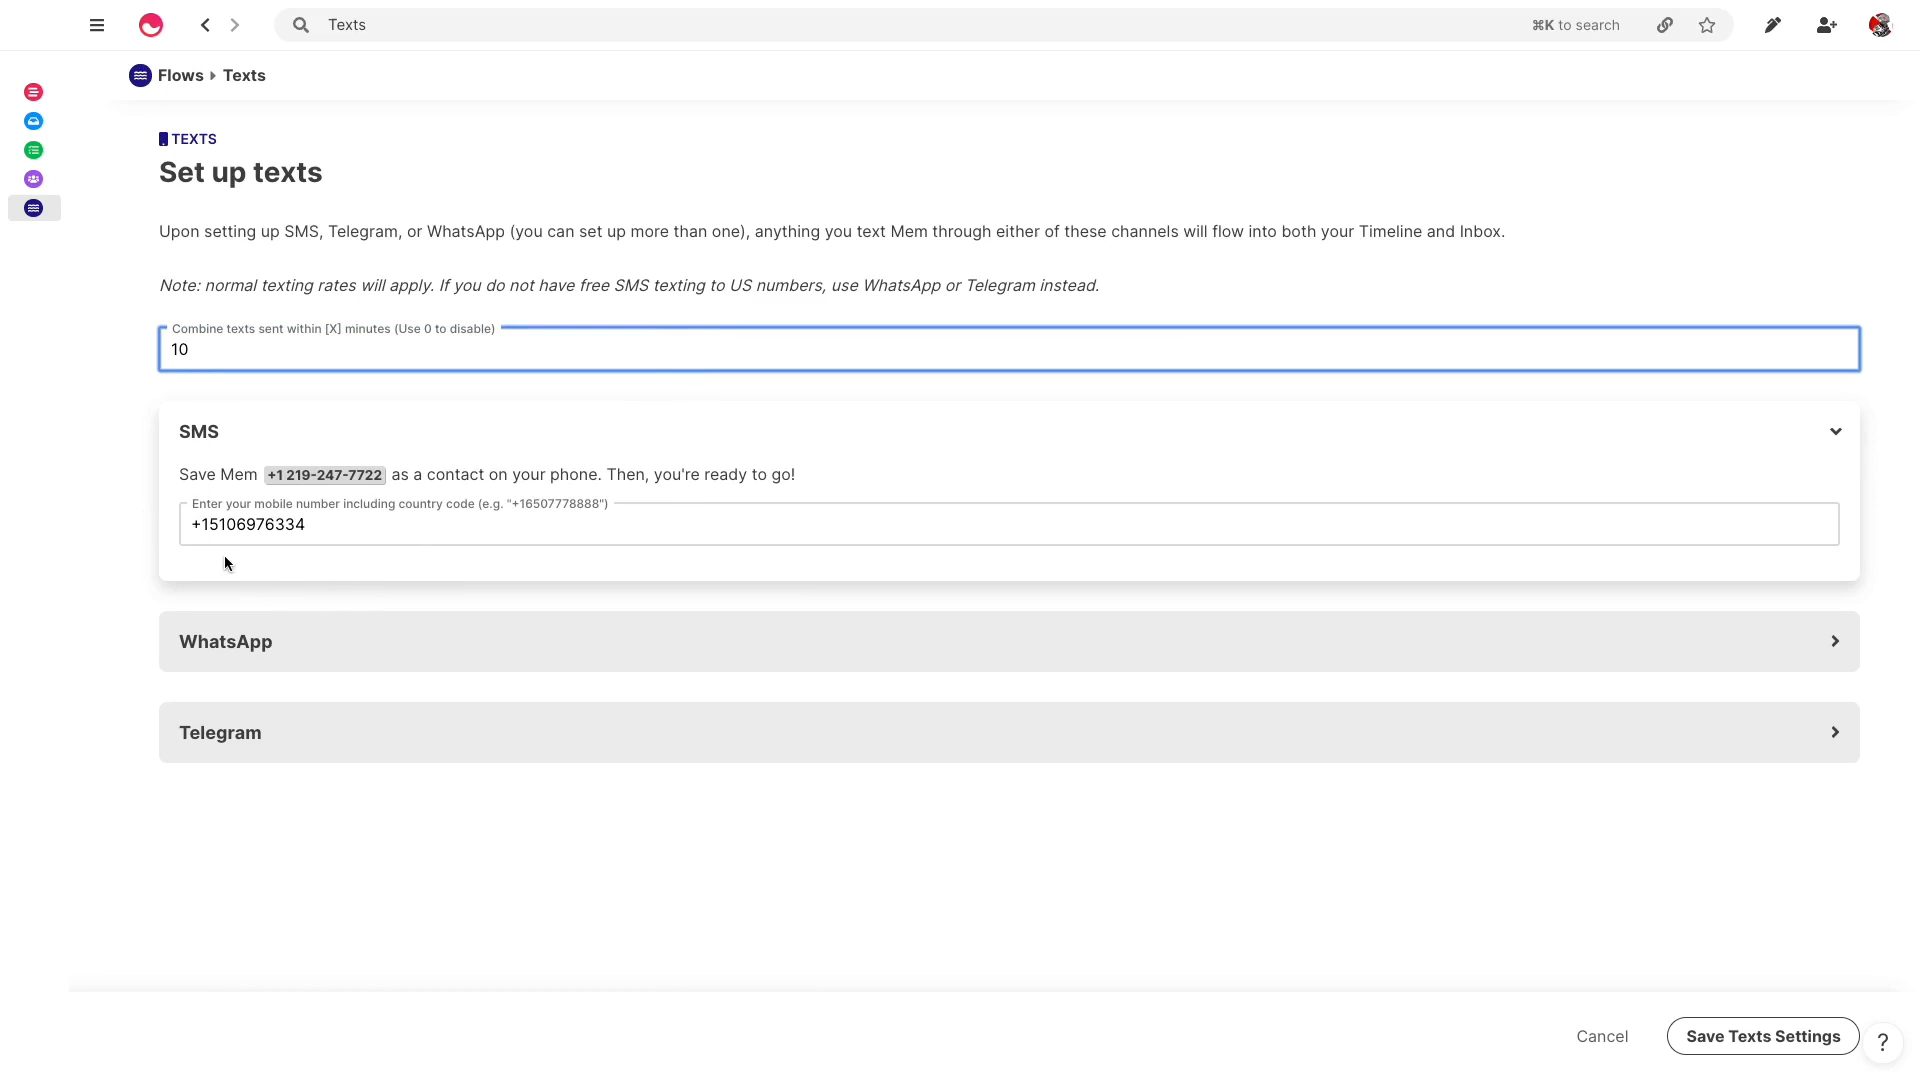 Texts
⌘K to search
Flows
Texts
TEXTS
Set up texts
Upon setting up SMS, Telegram, or WhatsApp (you can set up more than one), anything you text Mem through either of these channels will flow into both your Timeline and Inbox.
Note: normal texting rates will apply. If you do not have free SMS texting to US numbers, use WhatsApp or Telegram instead.
Combine texts sent within [X] minutes (Use 0 to disable)
10
SMS
Save Mem +1 219-247-7722 as a contact on your phone. Then, you're ready to go!
Enter your mobile number including country code (e.g. "+16507778888")
+15106976334
WhatsApp
Telegram
Cancel
Save Texts Settings
?